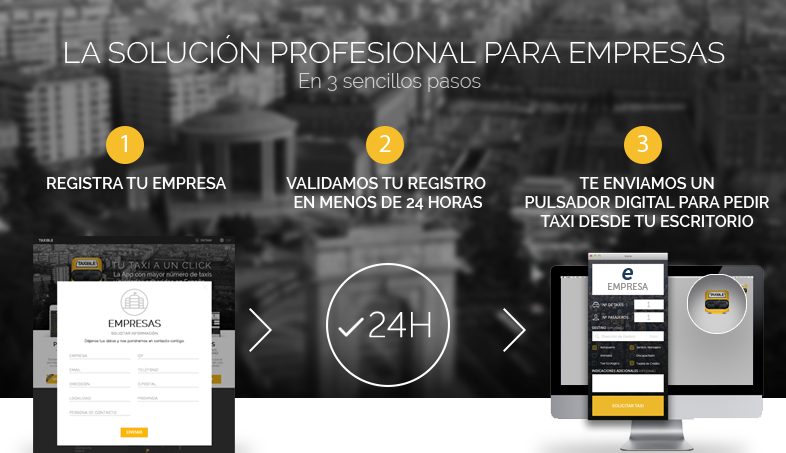 LA SOLUCIÓN PROFESIONAL PARA EMPRESAS
En 3 sencillos pasos
1
REGISTRA TU EMPRESA
2
VALIDAMOS TU REGISTRO
EN MENOS DE 24 HORAS
3
TE ENVIAMOS UN
PULSADOR DIGITAL PARA PEDIR
TAXI DESDE TU ESCRITORIO
TAXIBLE
TU TAXI A UN CLICK
La App con mayor número de taxis
EMPRESAS
SOLICITAR INFORMACIÓN
Déjanos tus datos y nos pondremos en contacto contigo
EMPRESA
CIF
EMAIL
TELÉFONO
DIRECCIÓN
C.POSTAL
LOCALIDAD
PROVINCIA
PERSONA DE CONTACTO
ENVIAR
24H
e
EMPRESA
Nº DE TAXIS
1
Nº PASAJEROS
1
DESTINO
INDICACIONES ADICIONALES
SOLICITAR TAXI
TAXIBLE